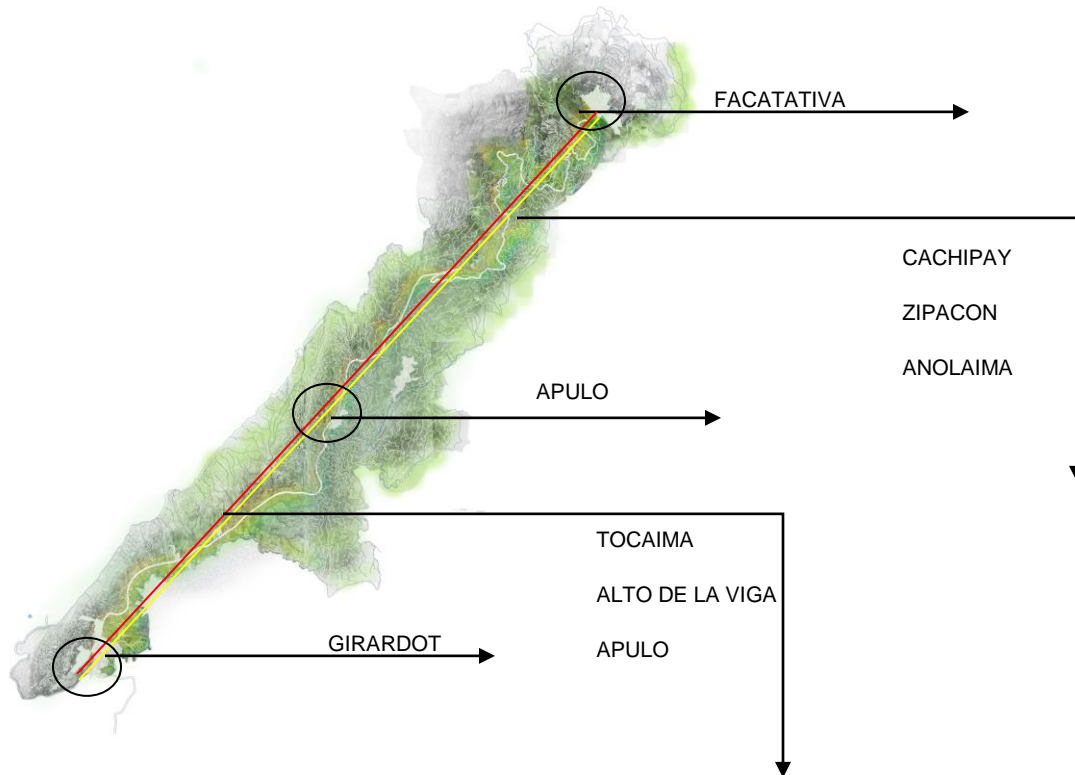 FACATATIVA
CACHIPAY
ZIPACON
ANOLAIMA
APULO
TOCAIMA
ALTO DE LA VIGA
APULO
GIRARDOT